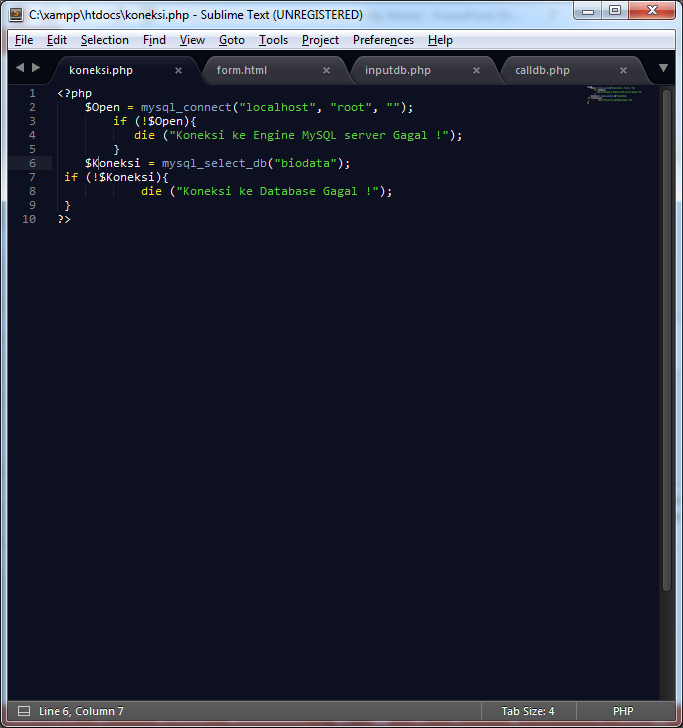 C:\xampp\htdocs\koneksi.php - Sublime Text (UNREGISTERED)
File Edit Selection Find View Goto Tools Project Preferences Help
koneksi.php form.html inputdb.php calldb.php
1 <?php
2 $Open = mysql_connect("localhost", "root", "");
3 if (!$Open){
4 die ("Koneksi ke Engine MySQL server Gagal !");
5 }
6 $Koneksi = mysql_select_db("biodata");
7 if (!$Koneksi){
8 die ("Koneksi ke Database Gagal !");
9 }
10 ?>
Line 6, Column 7 Tab Size: 4 PHP